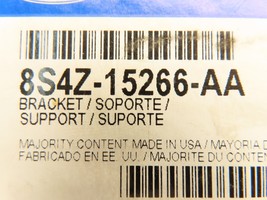 8S4Z-15266-AA
BRACKET / SOPORTE /
SUPPORT / SUPORTE
MAJORITY CONTENT MADE IN USA / MAYORIA D
FABRICADO EN EE. UU. / MAJORITE DU CONTEN